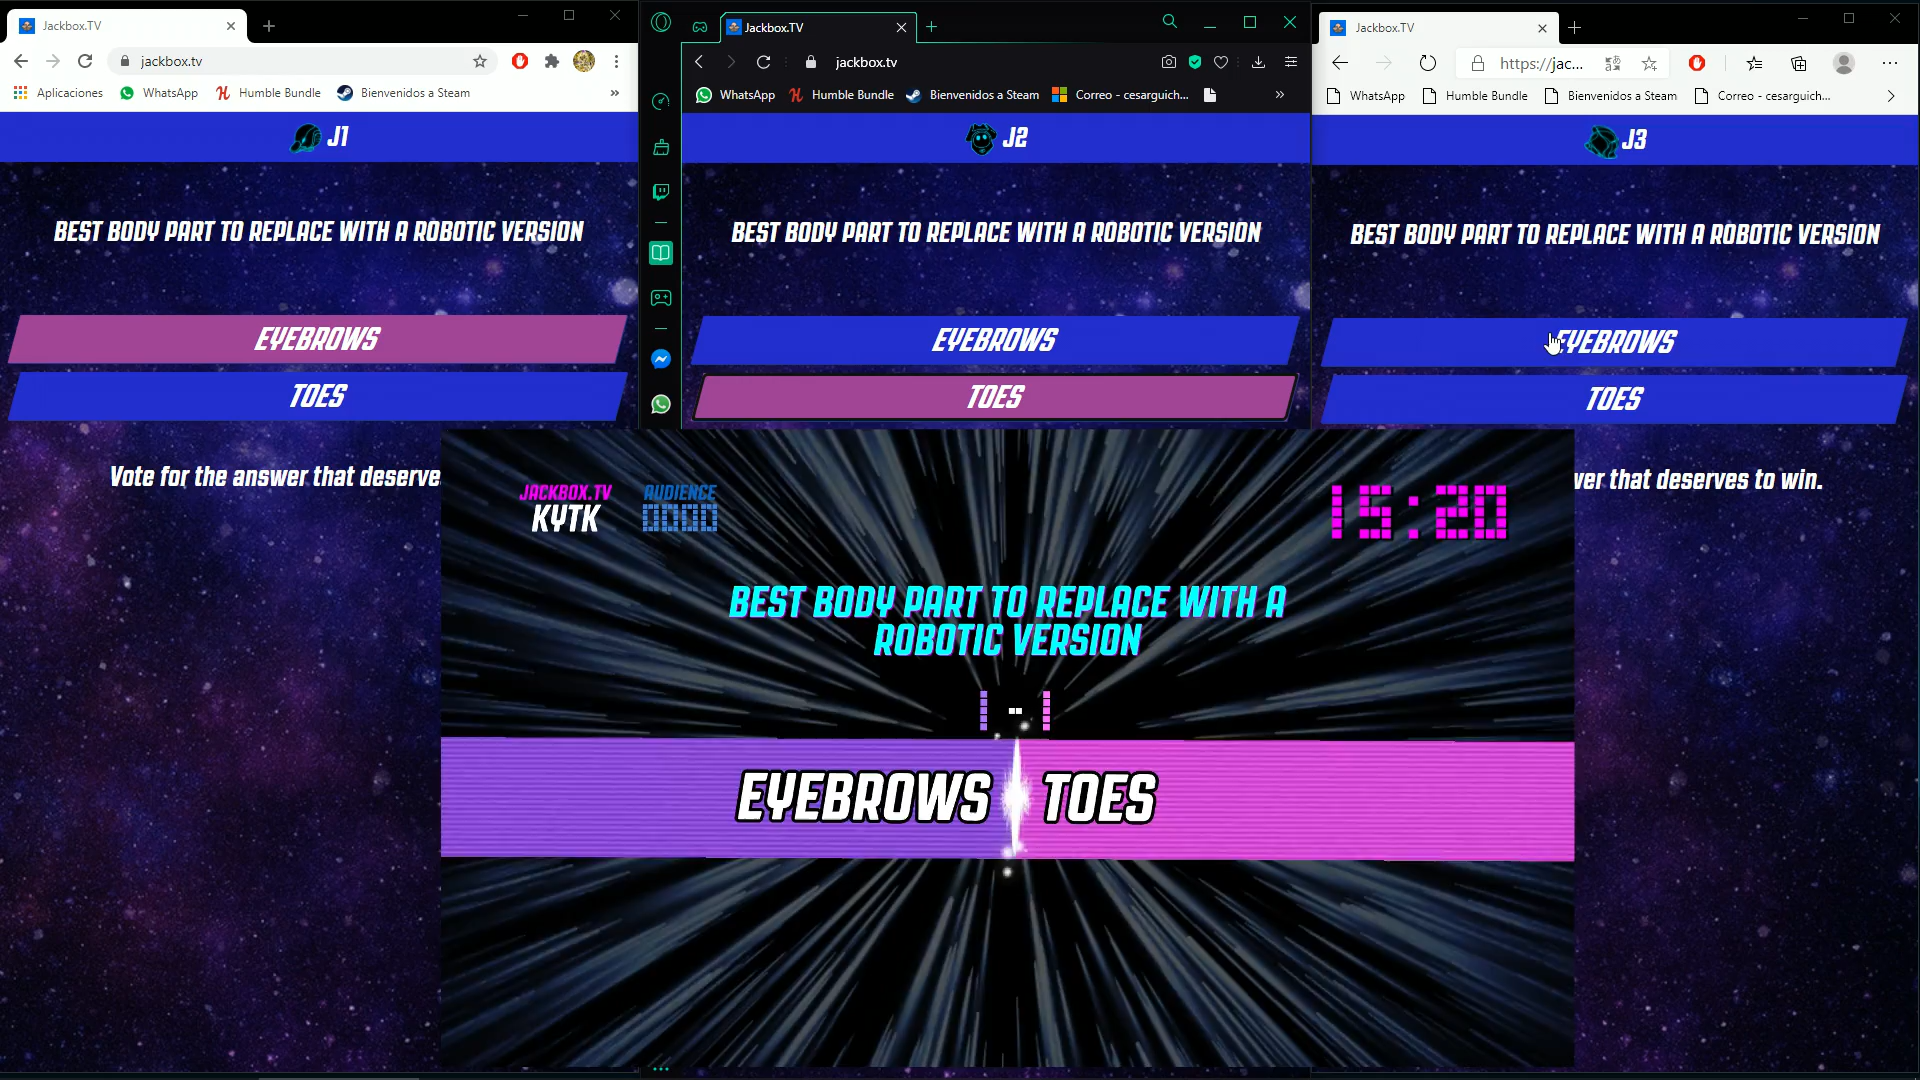 Jackbox.TV
jackbox.tv
Aplicaciones WhatsApp Humble Bundle Bienvenidos a Steam »
J1
BEST BODY PART TO REPLACE WITH A ROBOTIC VERSION
EYEBROWS
TOES
Vote for the answer that deserve
Jackbox.TV
jackbox.tv
WhatsApp Humble Bundle Bienvenidos a Steam Correo - cesarguich... »
J2
BEST BODY PART TO REPLACE WITH A ROBOTIC VERSION
EYEBROWS
TOES
Jackbox.TV
https://jac...
WhatsApp Humble Bundle Bienvenidos a Steam Correo - cesarguich...
J3
BEST BODY PART TO REPLACE WITH A ROBOTIC VERSION
EYEBROWS
TOES
ver that deserves to win.
JACKBOX.TV
KYTK
AUDIENCE
0000
15:20
BEST BODY PART TO REPLACE WITH A
ROBOTIC VERSION
1 - 1
EYEBROWS TOES